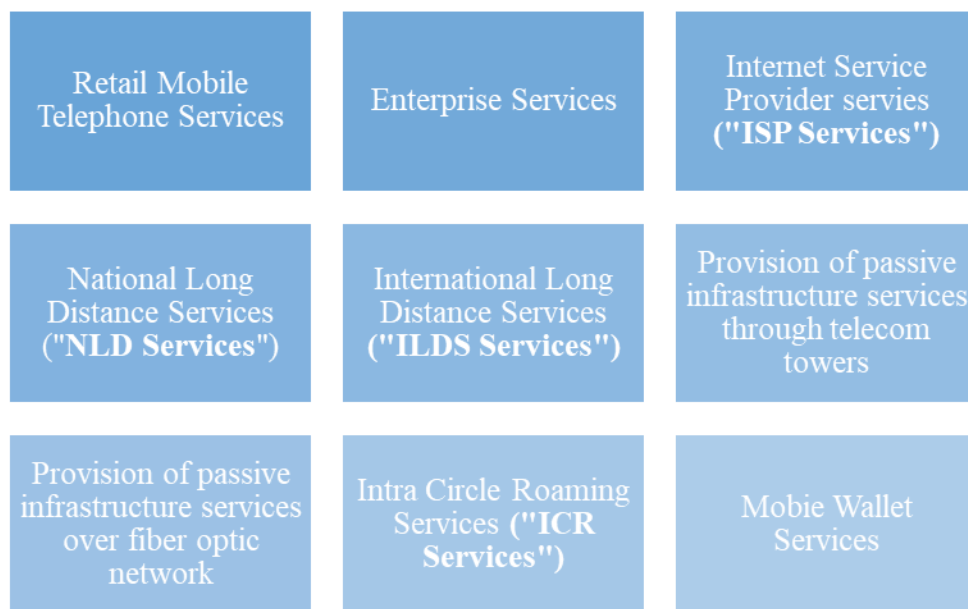 Retail Mobile
Telephone Services
Enterprise Services
Internet Service
Provider servies
("ISP Services")
National Long
Distance Services
("NLD Services")
International Long
Distance Services
("ILDS Services")
Provision of passive
infrastructure services
through telecom
towers
Provision of passive
infrastructure services
over fiber optic
network
Intra Circle Roaming
Services ("ICR
Services")
Mobie Wallet
Services